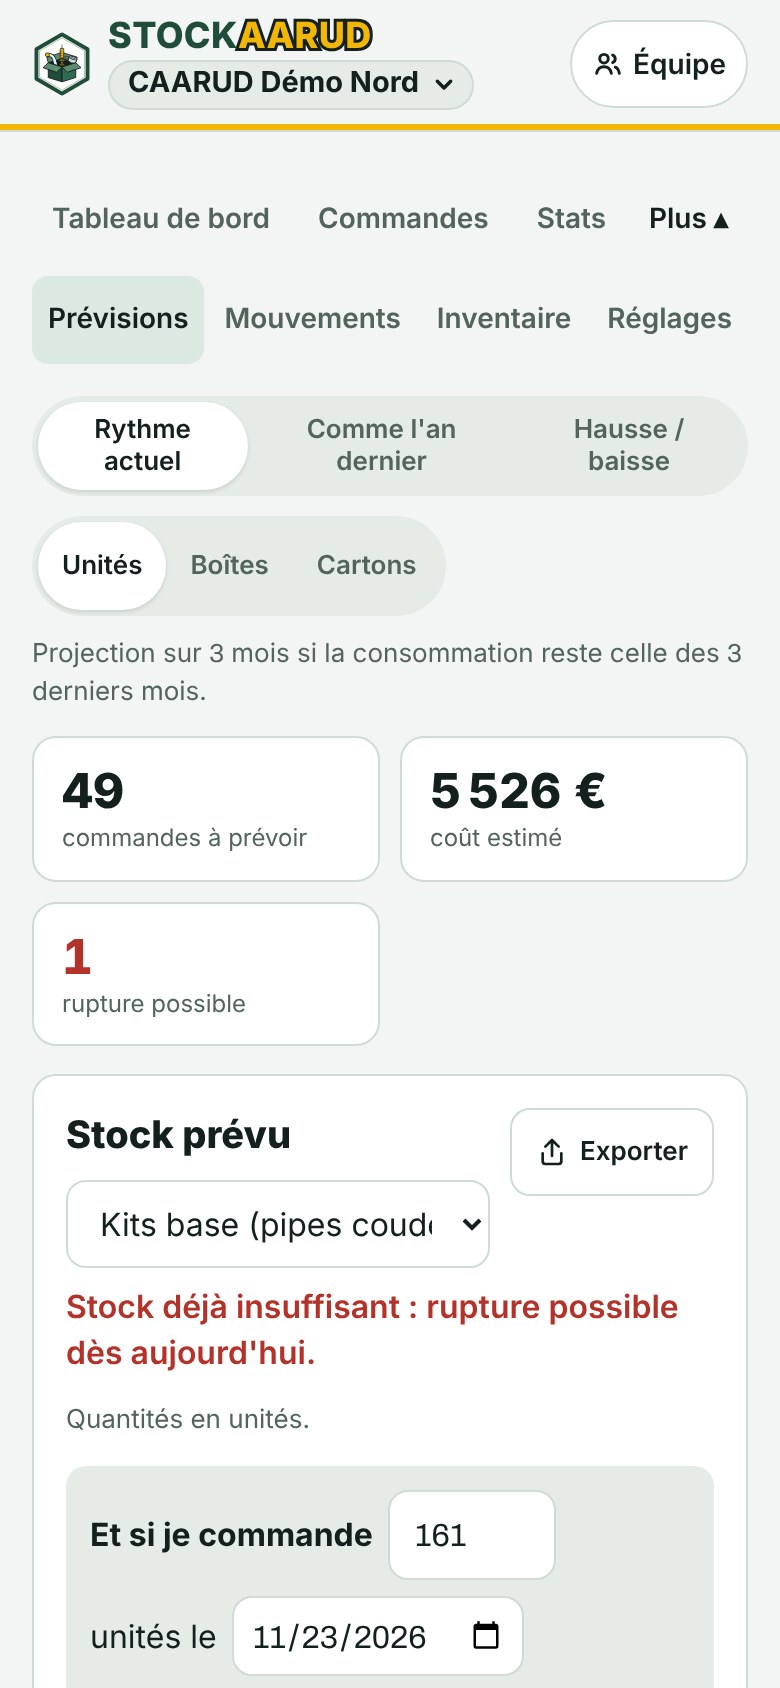 STOCKAARUD
CAARUD Démo Nord
Équipe
Tableau de bord Commandes Stats Plus ▲
Prévisions Mouvements Inventaire Réglages
Rythme actuel
Comme l'an dernier
Hausse / baisse
Unités Boîtes Cartons
Projection sur 3 mois si la consommation reste celle des 3
derniers mois.
49
commandes à prévoir
5 526 €
coût estimé
1
rupture possible
Stock prévu
Exporter
Kits base (pipes coud
Stock déjà insuffisant : rupture possible
dès aujourd'hui.
Quantités en unités.
Et si je commande 161
unités le 11/23/2026